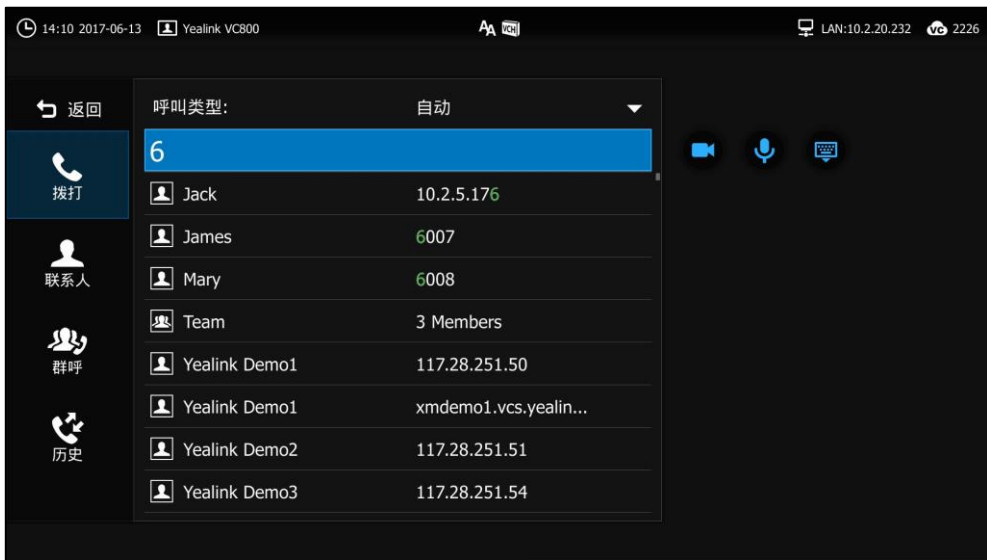 14:10 2017-06-13 Yealink VC800 AA VCH LAN:10.2.20.232 VC 2226
返回
呼叫类型: 自动
6
拨打
Jack 10.2.5.176
James 6007
联系人
Mary 6008
Team 3 Members
群呼
Yealink Demo1 117.28.251.50
Yealink Demo1 xmdemo1.vcs.yealin...
历史
Yealink Demo2 117.28.251.51
Yealink Demo3 117.28.251.54